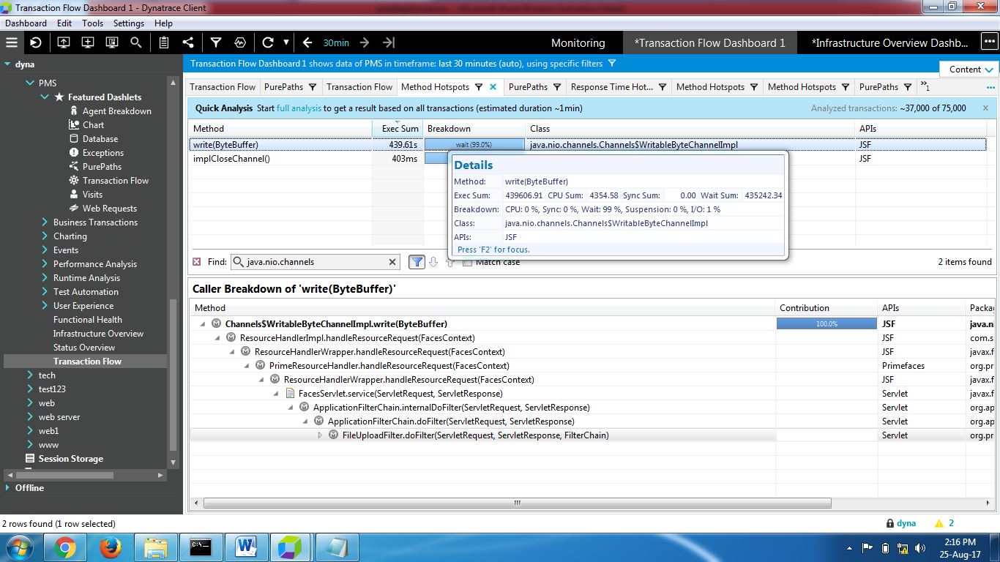 Transaction Flow Dashboard 1 - Dynatrace Client
Dashboard Edit Tools Settings Help
30min
Monitoring
*Transaction Flow Dashboard 1
*Infrastructure Overview Dashb...
dyna
PMS
Featured Dashlets
Agent Breakdown
Chart
Database
Exceptions
PurePaths
Transaction Flow
Visits
Web Requests
Business Transactions
Charting
Events
Performance Analysis
Runtime Analysis
Test Automation
User Experience
Functional Health
Infrastructure Overview
Status Overview
Transaction Flow
tech
test123
web
web server
web1
www
Session Storage
Offline
Transaction Flow Dashboard 1 shows data of PMS in timeframe: last 30 minutes (auto), using specific filters
Content
Transaction Flow PurePaths Transaction Flow Method Hotspots PurePaths Response Time Hot... Method Hotspots Method Hotspots PurePaths »1
Quick Analysis Start full analysis to get a result based on all transactions (estimated duration ~1min) Analyzed transactions: ~37,000 of 75,000
Method Exec Sum Breakdown Class APIs
write(ByteBuffer) 439.61s wait (99.0%) java.nio.channels.Channels$WritableByteChannelImpl JSF
implCloseChannel() 403ms JSF
Details
Method: write(ByteBuffer)
Exec Sum: 439606.91 CPU Sum: 4354.58 Sync Sum: 0.00 Wait Sum: 435242.34
Breakdown: CPU: 0 %, Sync: 0 %, Wait: 99 %, Suspension: 0 %, I/O: 1 %
Class: java.nio.channels.Channels$WritableByteChannelImpl
APIs: JSF
Press 'F2' for focus.
Find: java.nio.channels Match case 2 items found
Caller Breakdown of 'write(ByteBuffer)'
Method Contribution APIs Packa
Channels$WritableByteChannelImpl.write(ByteBuffer) 100.0% JSF java.n
ResourceHandlerImpl.handleResourceRequest(FacesContext) JSF com.s
ResourceHandlerWrapper.handleResourceRequest(FacesContext) JSF javax.f
PrimeResourceHandler.handleResourceRequest(FacesContext) Primefaces org.pr
ResourceHandlerWrapper.handleResourceRequest(FacesContext) JSF javax.f
FacesServlet.service(ServletRequest, ServletResponse) Servlet javax.f
ApplicationFilterChain.internalDoFilter(ServletRequest, ServletResponse) Servlet org.ap
ApplicationFilterChain.doFilter(ServletRequest, ServletResponse) Servlet org.ap
FileUploadFilter.doFilter(ServletRequest, ServletResponse, FilterChain) Servlet org.pr
2 rows found (1 row selected)
dyna 2
2:16 PM
25-Aug-17